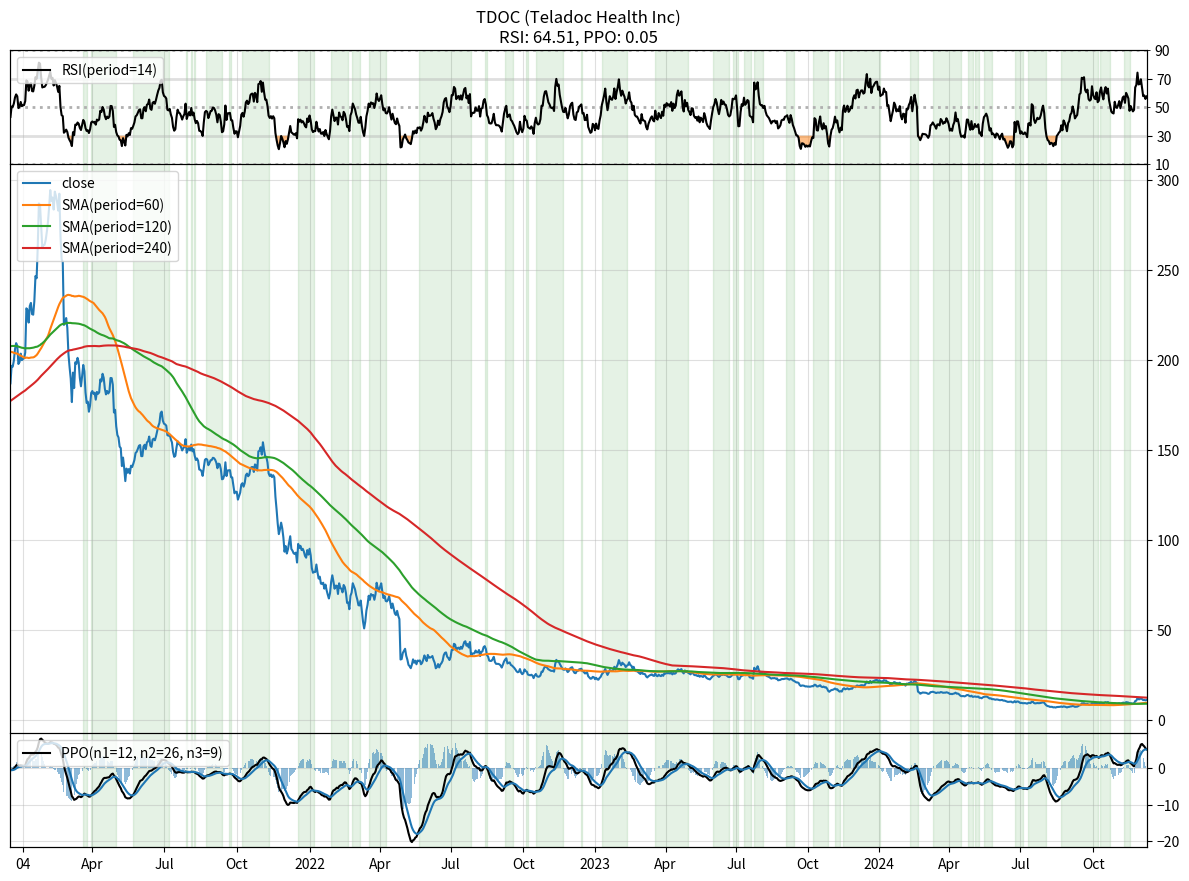 TDOC (Teladoc Health Inc)
RSI: 64.51, PPO: 0.05
RSI(period=14)
90
70
50
30
10
close
SMA(period=60)
SMA(period=120)
SMA(period=240)
300
250
200
150
100
50
0
PPO(n1=12, n2=26, n3=9)
0
−10
−20
04 Apr Jul Oct 2022 Apr Jul Oct 2023 Apr Jul Oct 2024 Apr Jul Oct